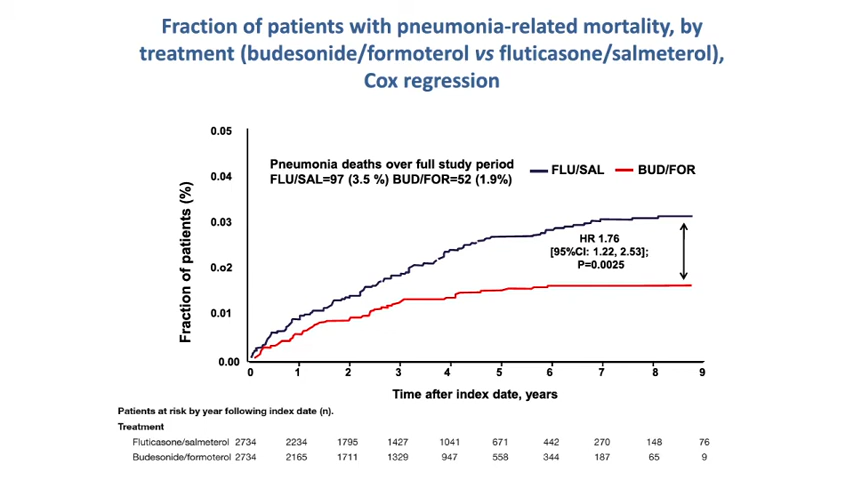 Fraction of patients with pneumonia-related mortality, by
treatment (budesonide/formoterol vs fluticasone/salmeterol),
Cox regression
0.05
Pneumonia deaths over full study period
FLU/SAL=97 (3.5 %) BUD/FOR=52 (1.9%)
FLU/SAL
BUD/FOR
0.04
0.03
HR 1.76
[95%CI: 1.22, 2.53];
P=0.0025
0.o2
0.01
0.00
Fraction of patients (%)
0 1 2 3 4 5 6 7 8 9
Time after index date, years
Patients at risk by year following index date (n).
Treatment
Fluticasone/salmeterol 2734 2234 1795 1427 1041 671 442 270 148 76
Budesonide/formoterol 2734 2165 1711 1329 947 558 344 187 65 9